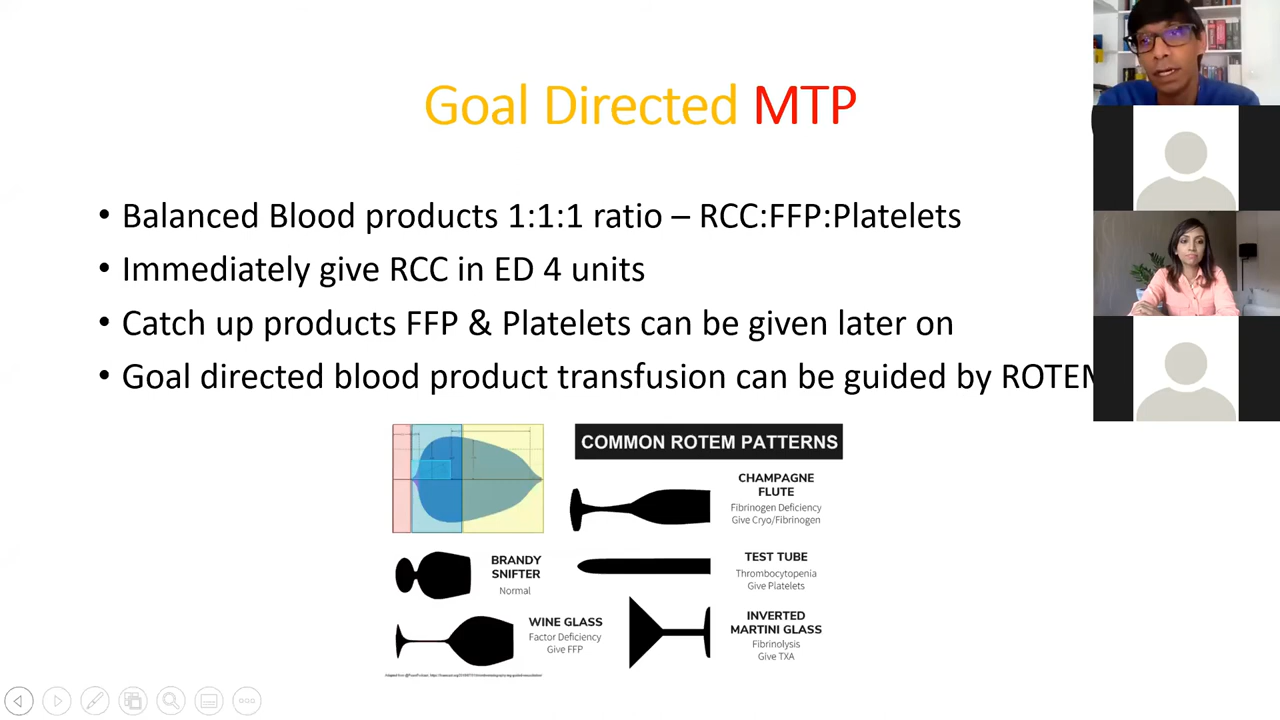 Goal Directed MTP
• Balanced Blood products 1:1:1 ratio – RCC:FFP:Platelets
• Immediately give RCC in ED 4 units
• Catch up products FFP & Platelets can be given later on
• Goal directed blood product transfusion can be guided by ROTEM
COMMON ROTEM PATTERNS
CHAMPAGNE
FLUTE
Fibrinogen Deficiency
Give Cryo/Fibrinogen
BRANDY
SNIFTER
Normal
TEST TUBE
Thrombocytopenia
Give Platelets
WINE GLASS
Factor Deficiency
Give FFP
INVERTED
MARTINI GLASS
Fibrinolysis
Give TXA